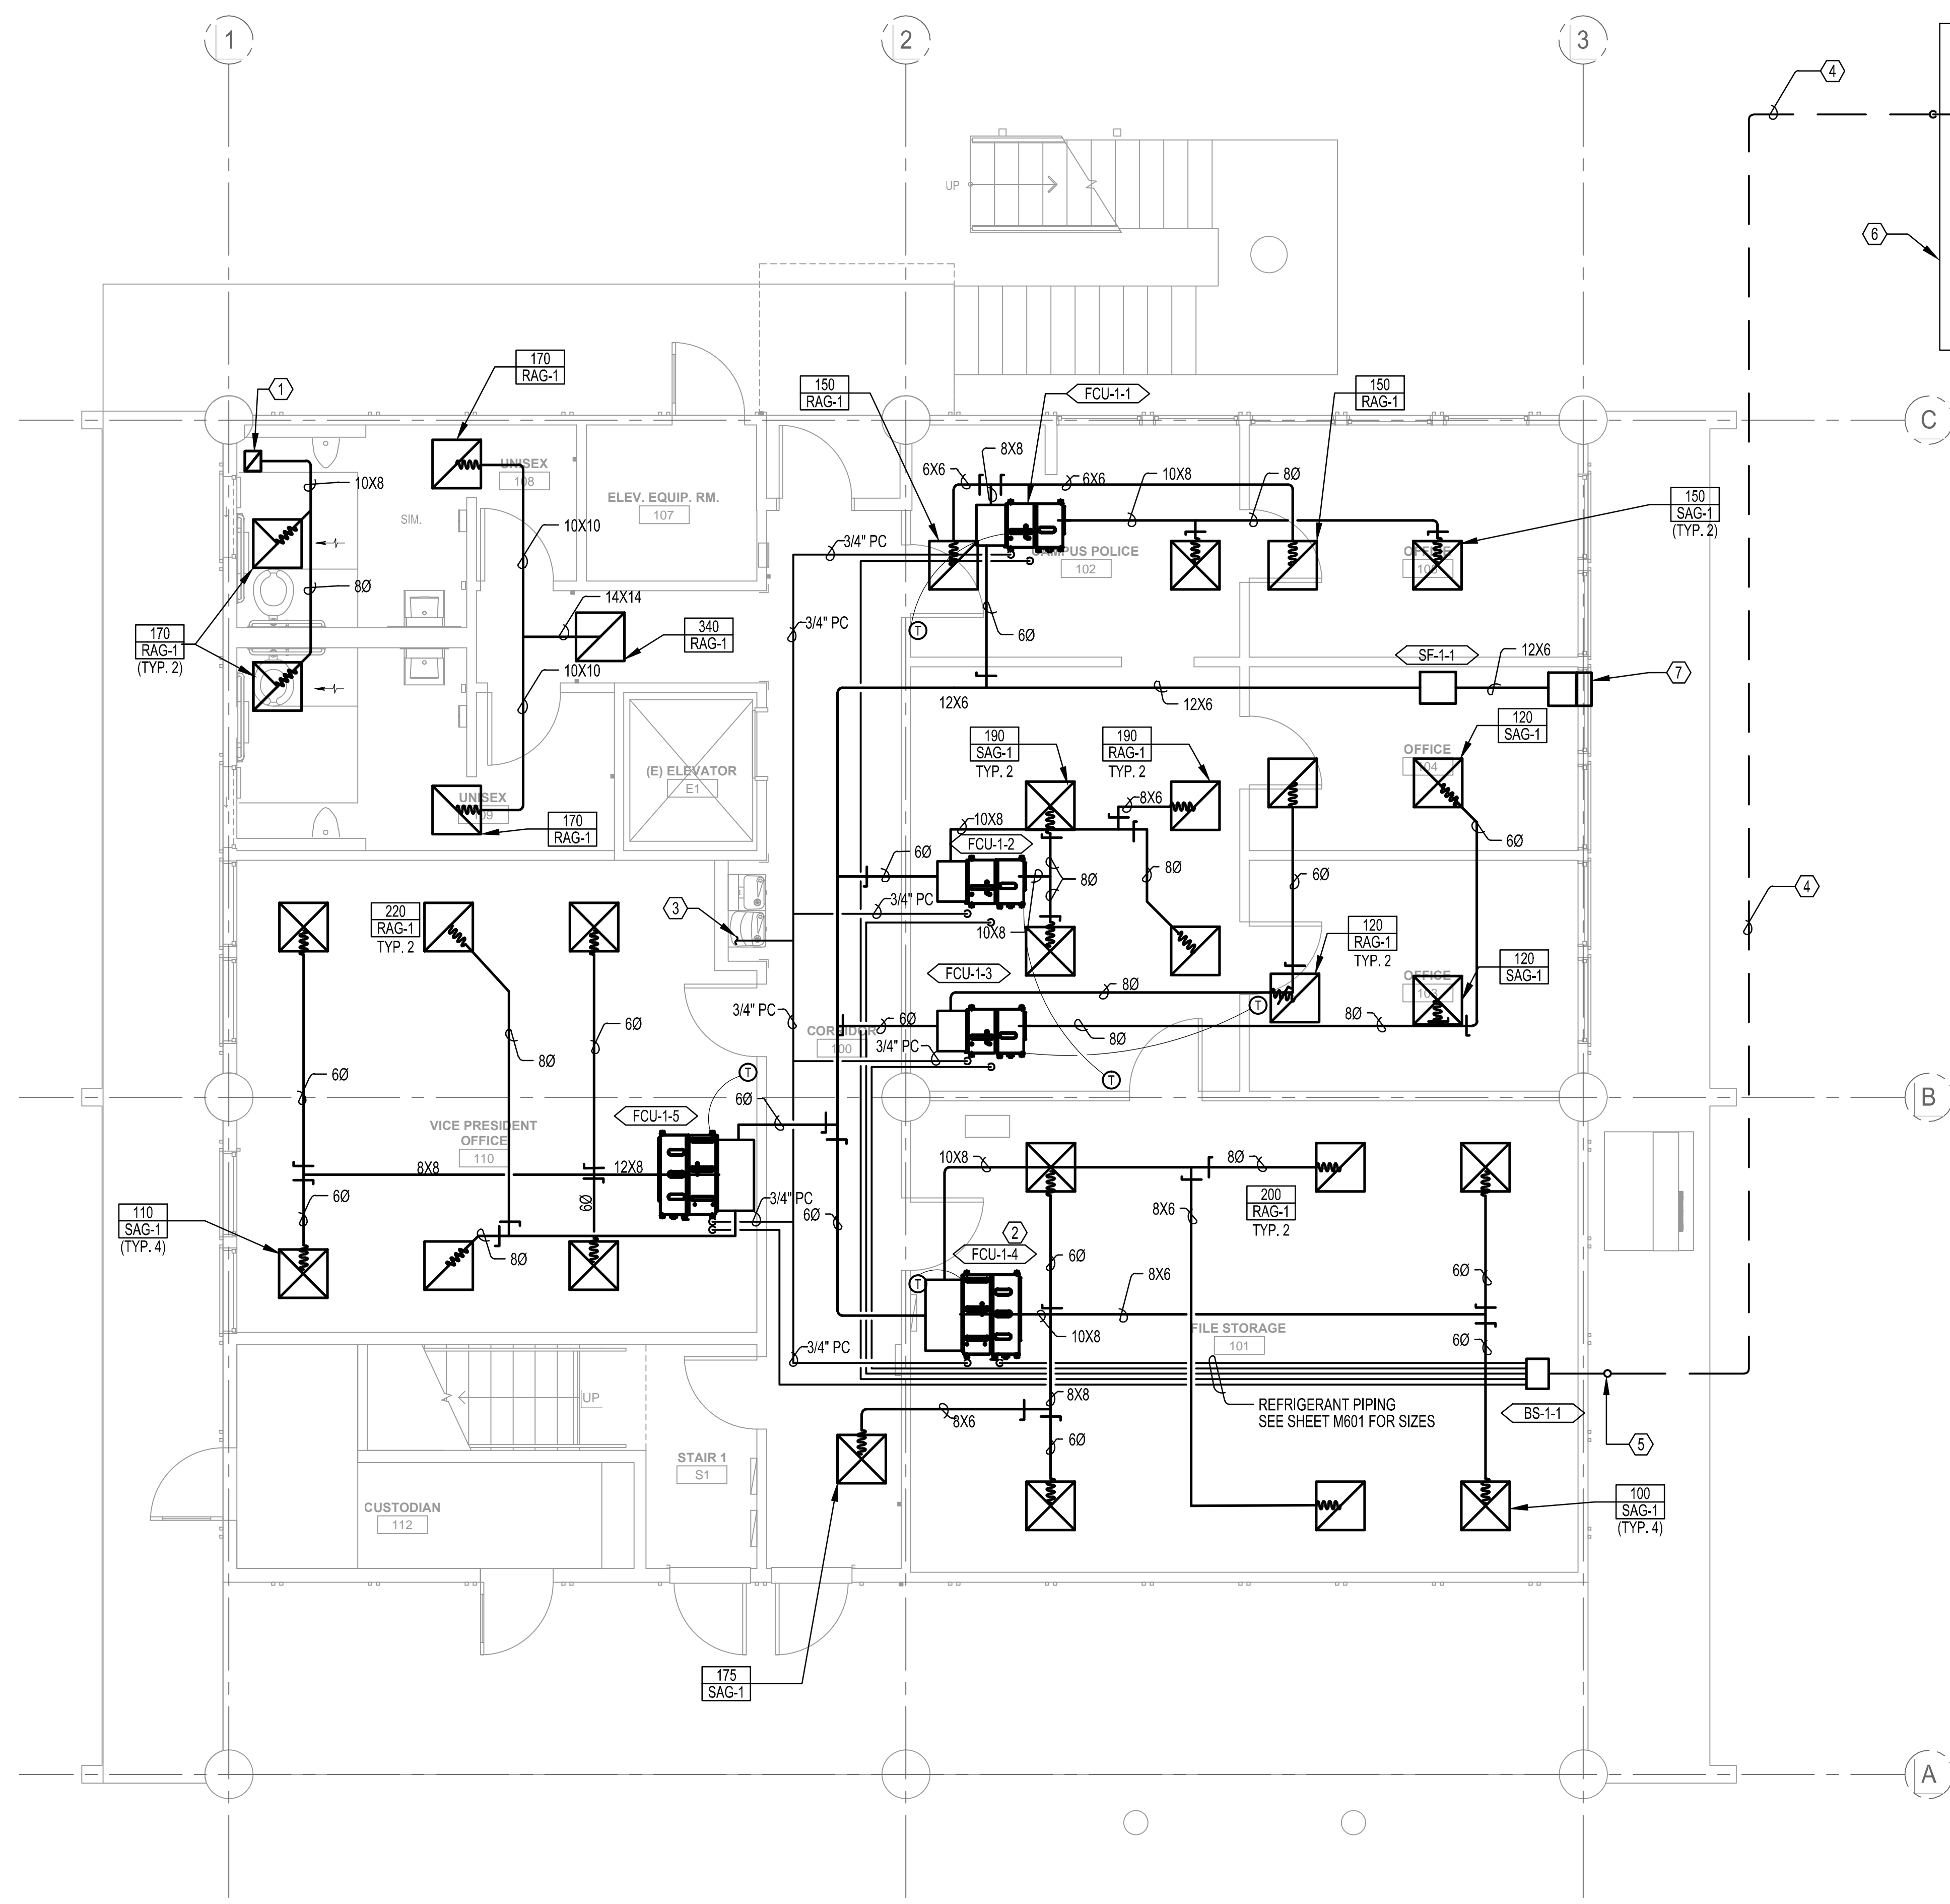 1
2
3
4
6
UP
170
RAG-1
1
150
RAG-1
FCU-1-1
150
RAG-1
C
8X8
6X6
6X6
10X8
8Ø
10X8
UNISEX
108
ELEV. EQUIP. RM.
107
SIM.
150
SAG-1
(TYP. 2)
10X10
3/4" PC
CAMPUS POLICE
102
8Ø
14X14
3/4" PC
6Ø
T
170
RAG-1
(TYP. 2)
340
RAG-1
10X10
SF-1-1
12X6
7
12X6
12X6
190
SAG-1
TYP. 2
190
RAG-1
TYP. 2
120
SAG-1
OFFICE
(E) ELEVATOR
E1
UNISEX
170
RAG-1
8X6
10X8
FCU-1-2
6Ø
6Ø
8Ø
8Ø
6Ø
4
3/4" PC
3
10X8
220
RAG-1
TYP. 2
120
RAG-1
TYP. 2
120
SAG-1
OFFICE
103
FCU-1-3
8Ø
T
3/4" PC
6Ø
6Ø
8Ø
8Ø
CORRIDOR
100
3/4" PC
8Ø
6Ø
T
T
6Ø
B
FCU-1-5
VICE PRESIDENT
OFFICE
110
8X8
12X8
10X8
8Ø
6Ø
6Ø
3/4" PC
6Ø
8X6
200
RAG-1
TYP. 2
110
SAG-1
(TYP. 4)
8Ø
2
FCU-1-4
T
6Ø
8X6
6Ø
10X8
FILE STORAGE
101
6Ø
3/4" PC
UP
8X8
8X6
REFRIGERANT PIPING
SEE SHEET M601 FOR SIZES
BS-1-1
5
6Ø
STAIR 1
S1
CUSTODIAN
112
100
SAG-1
(TYP. 4)
175
SAG-1
A